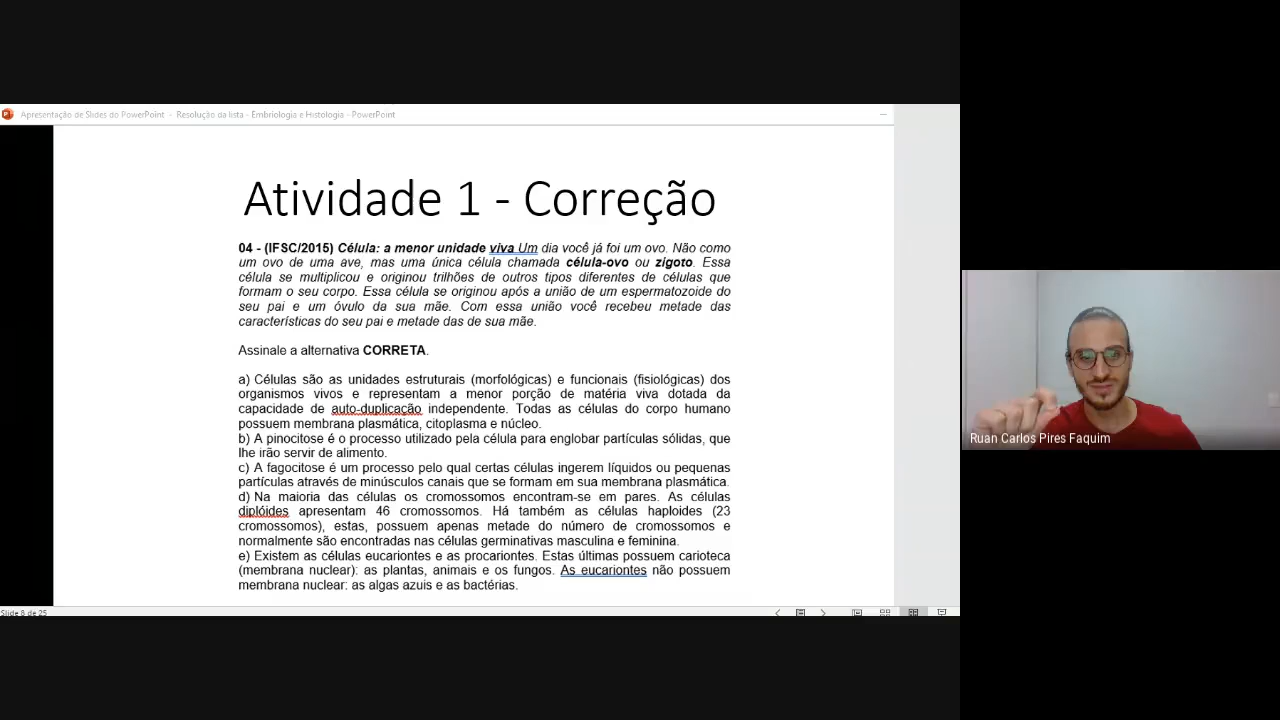 Apresentação de Slides do PowerPoint - Resolução da lista - Embriologia e Histologia - PowerPoint
Atividade 1 - Correção
04 - (IFSC/2015) Célula: a menor unidade viva Um dia você já foi um ovo. Não como
um ovo de uma ave, mas uma única célula chamada célula-ovo ou zigoto. Essa
célula se multiplicou e originou trilhões de outros tipos diferentes de células que
formam o seu corpo. Essa célula se originou após a união de um espermatozoide do
seu pai e um óvulo da sua mãe. Com essa união você recebeu metade das
características do seu pai e metade das de sua mãe.
Assinale a alternativa CORRETA.
a) Células são as unidades estruturais (morfológicas) e funcionais (fisiológicas) dos
organismos vivos e representam a menor porção de matéria viva dotada da
capacidade de auto-duplicação independente. Todas as células do corpo humano
possuem membrana plasmática, citoplasma e núcleo.
b) A pinocitose é o processo utilizado pela célula para englobar partículas sólidas, que
lhe irão servir de alimento.
c) A fagocitose é um processo pelo qual certas células ingerem líquidos ou pequenas
partículas através de minúsculos canais que se formam em sua membrana plasmática.
d) Na maioria das células os cromossomos encontram-se em pares. As células
diplóides apresentam 46 cromossomos. Há também as células haploides (23
cromossomos), estas, possuem apenas metade do número de cromossomos e
normalmente são encontradas nas células germinativas masculina e feminina.
e) Existem as células eucariontes e as procariontes. Estas últimas possuem carioteca
(membrana nuclear): as plantas, animais e os fungos. As eucariontes não possuem
membrana nuclear: as algas azuis e as bactérias.
Slide 8 de 25
Ruan Carlos Pires Faquim